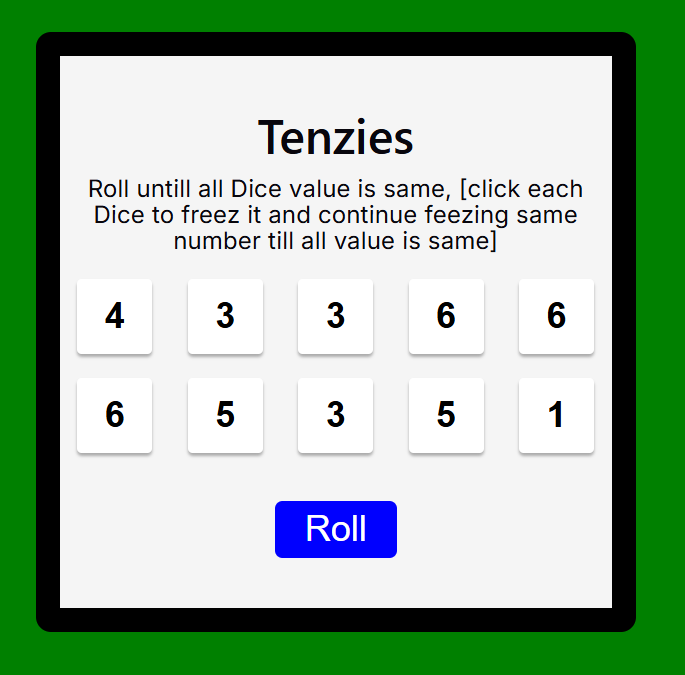 Tenzies
Roll untill all Dice value is same, [click each
Dice to freez it and continue feezing same
number till all value is same]
4 3 3 6 6
6 5 3 5 1
Roll